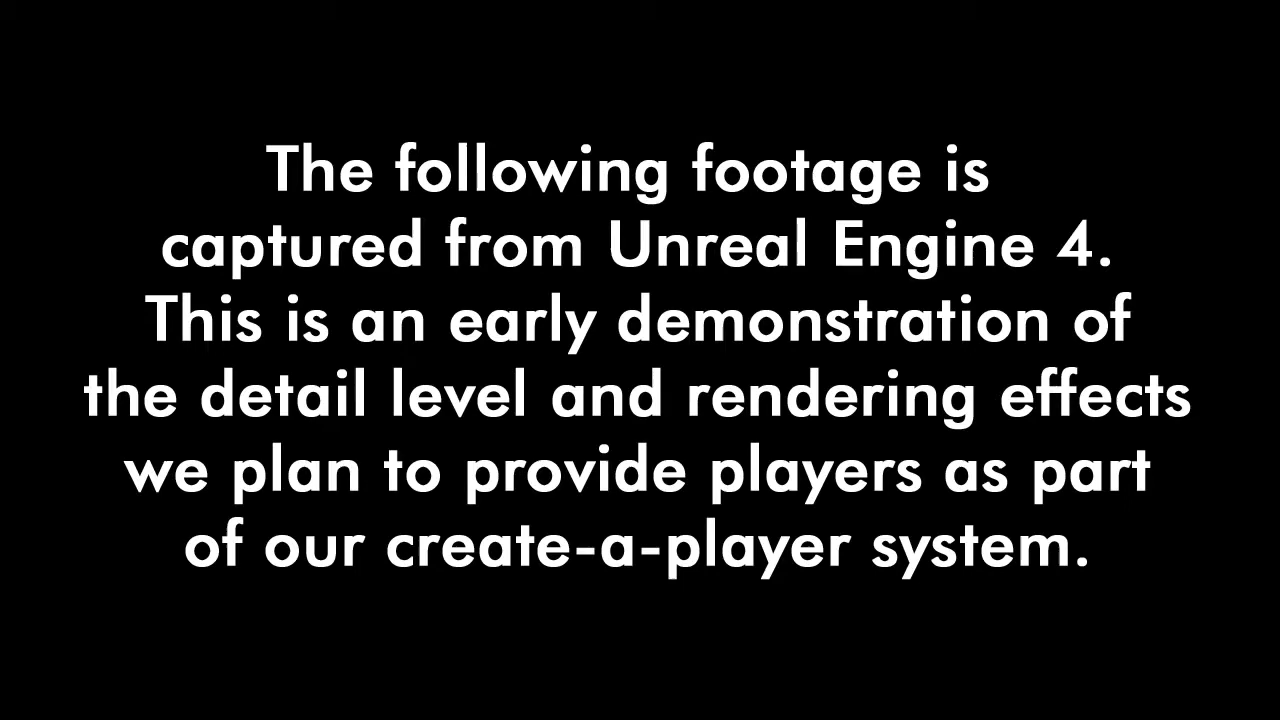 The following footage is
captured from Unreal Engine 4.
This is an early demonstration of
the detail level and rendering effects
we plan to provide players as part
of our create-a-player system.